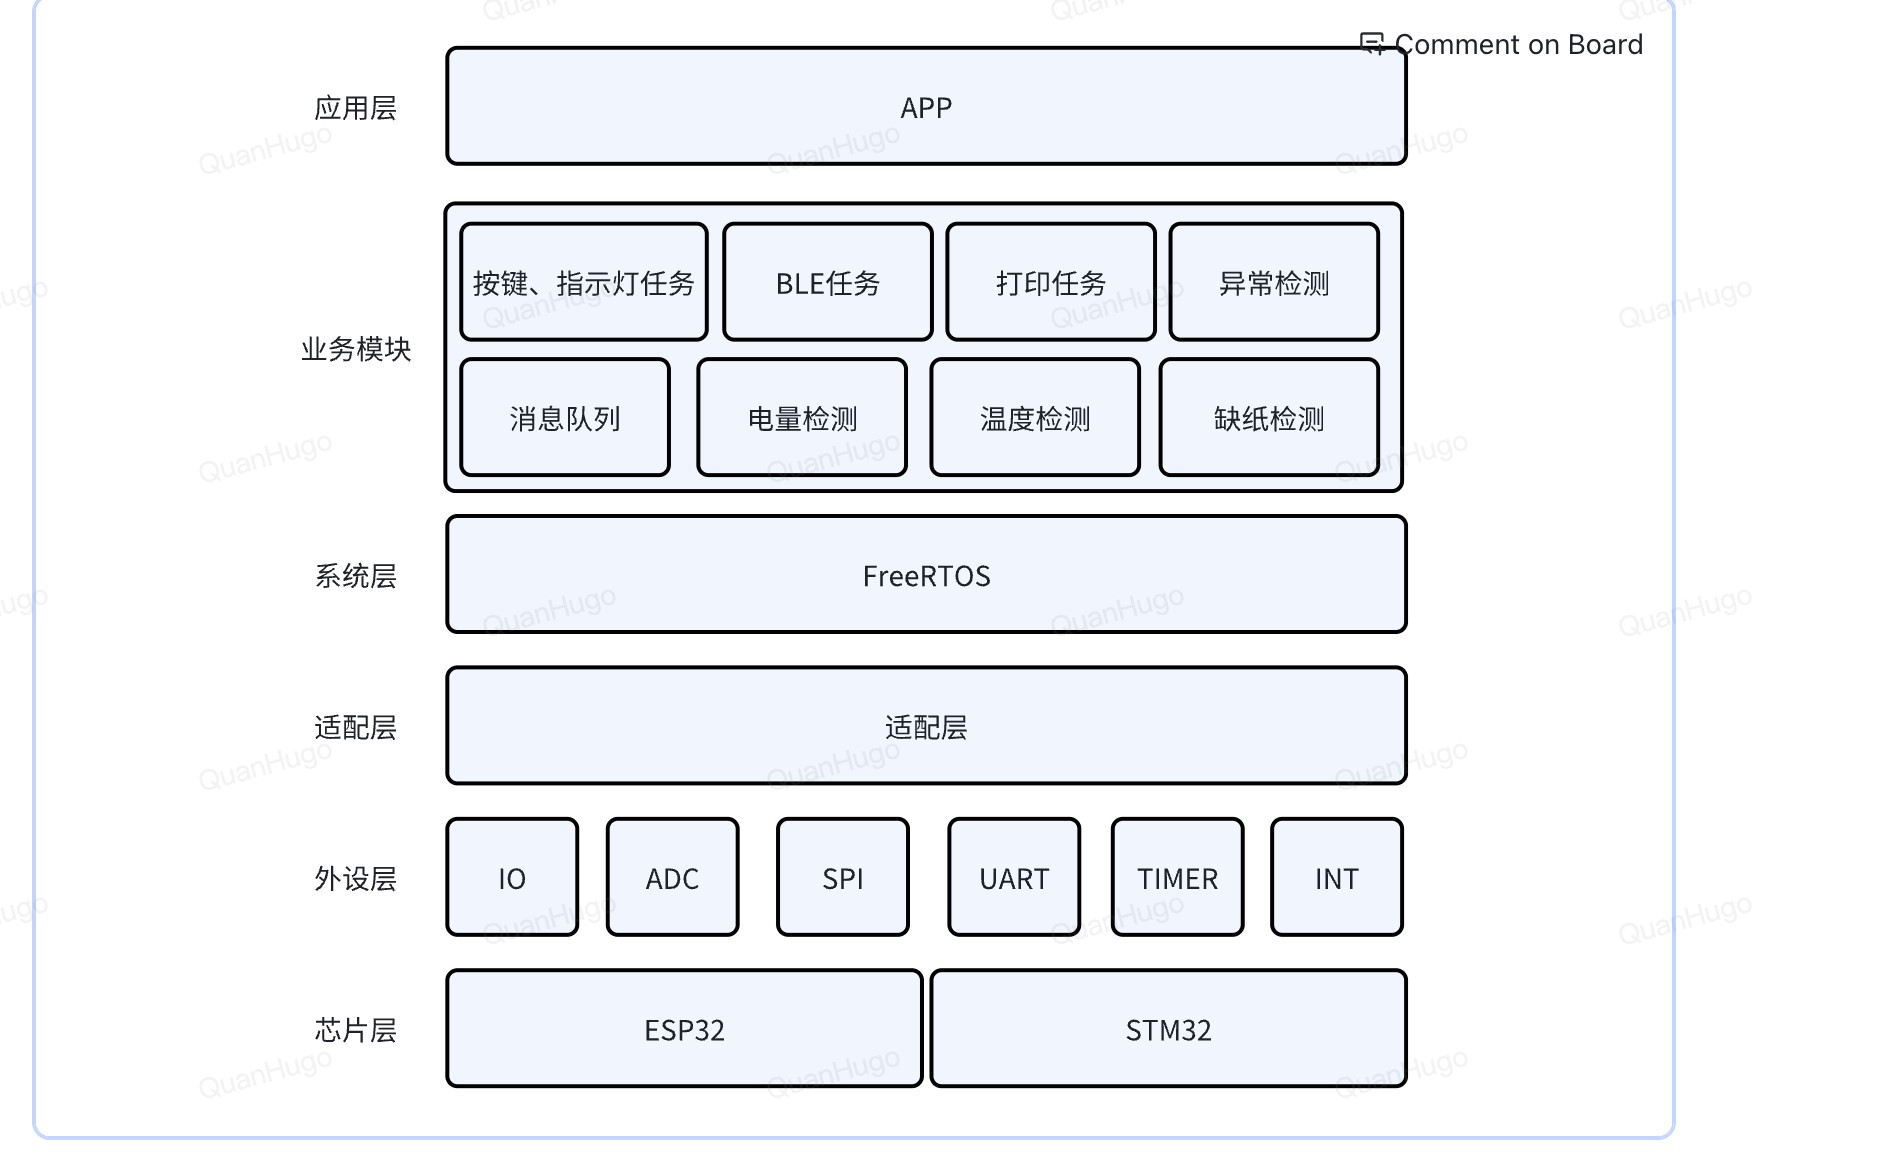 Comment on Board
应用层
APP
业务模块
按键、指示灯任务
BLE任务
打印任务
异常检测
消息队列
电量检测
温度检测
缺纸检测
系统层
FreeRTOS
适配层
适配层
外设层
IO
ADC
SPI
UART
TIMER
INT
芯片层
ESP32
STM32
QuanHugo